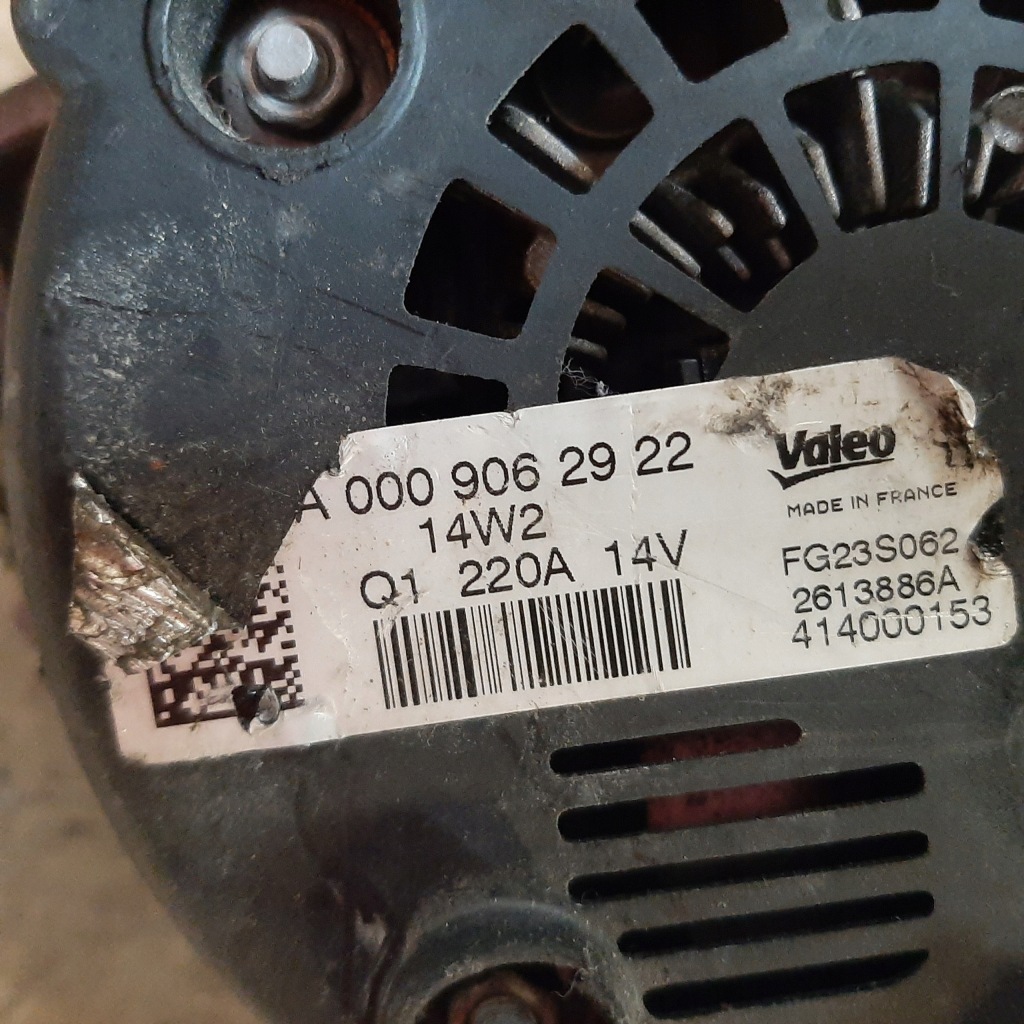 A 000 906 29 22
14W2
Q1 220A 14V
Valeo
MADE IN FRANCE
FG23S062
2613886A
414000153